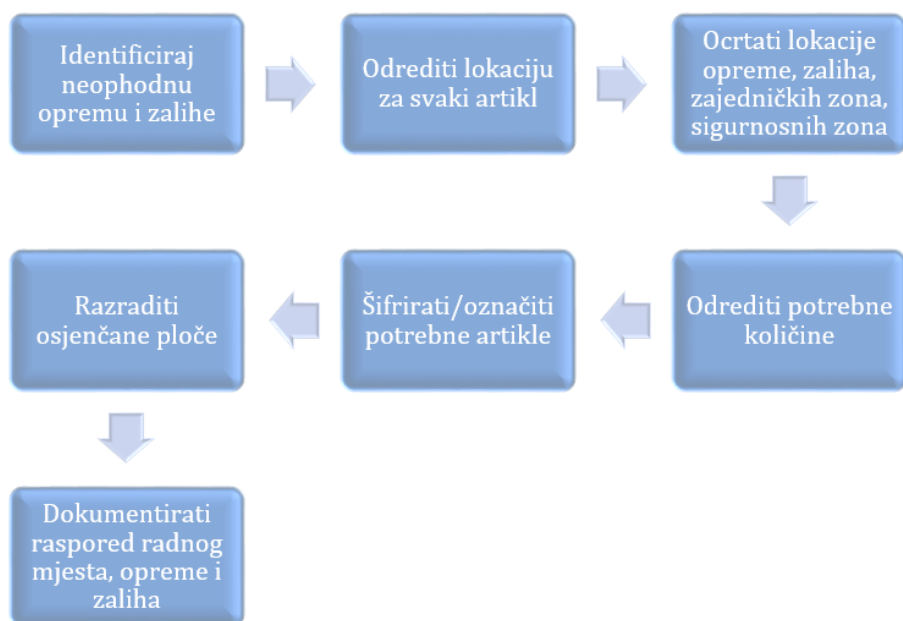 Identificiraj
neophodnu
opremu i zalihe
Odrediti lokaciju
za svaki artikl
Ocrtati lokacije
opreme, zaliha,
zajedničkih zona,
sigurnosnih zona
Odrediti potrebne
količine
Šifrirati/označiti
potrebne artikle
Razraditi
osjenčane ploče
Dokumentirati
raspored radnog
mjesta, opreme i
zaliha